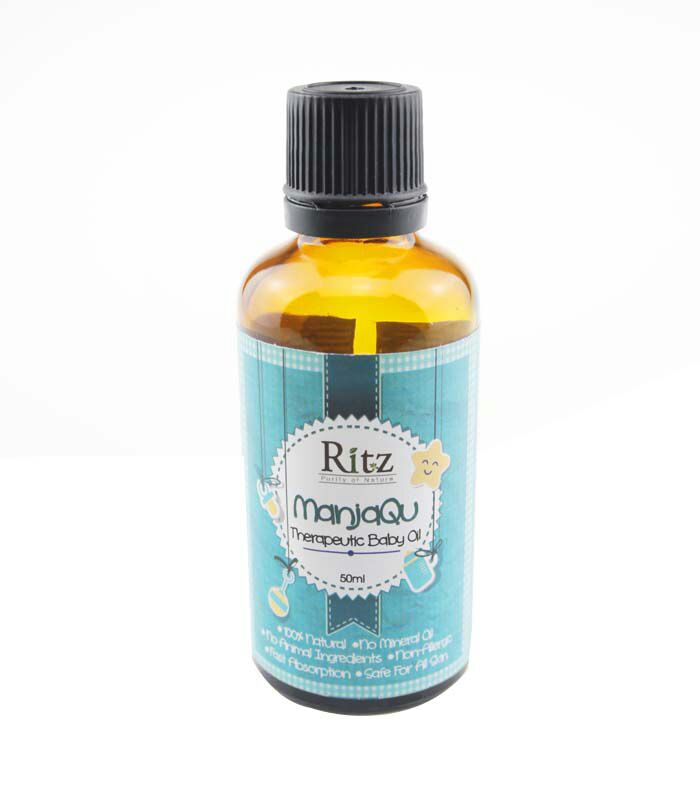 Ritz
Purity of Nature
ManjaQu
Therapeutic Baby Oil
50ml
•100% Natural •No Mineral Oil
•No Animal Ingredients •Non-Allergic
•Fast Absorption •Safe For All Skin